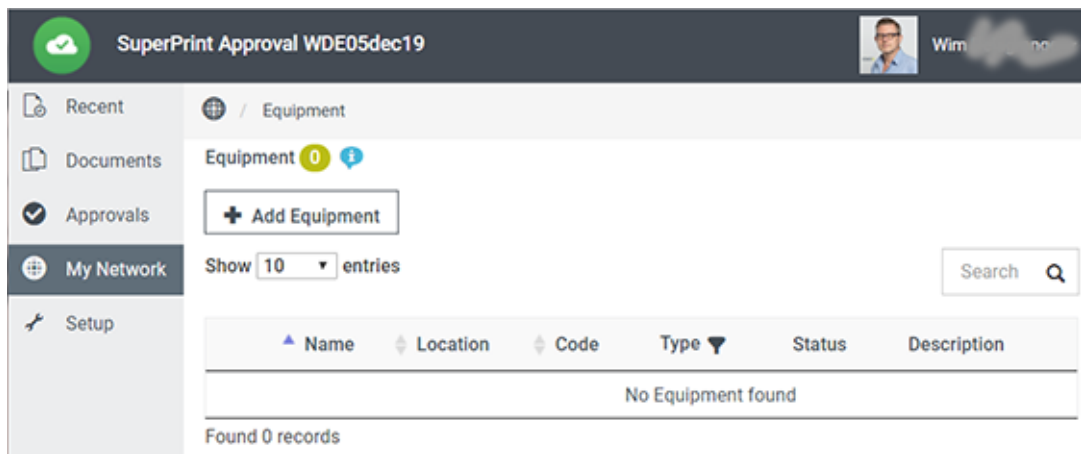 SuperPrint Approval WDE05dec19
Wim
Recent
/ Equipment
Documents
Equipment 0
Approvals
+ Add Equipment
My Network
Show 10 entries
Search
Setup
Name Location Code Type Status Description
No Equipment found
Found 0 records